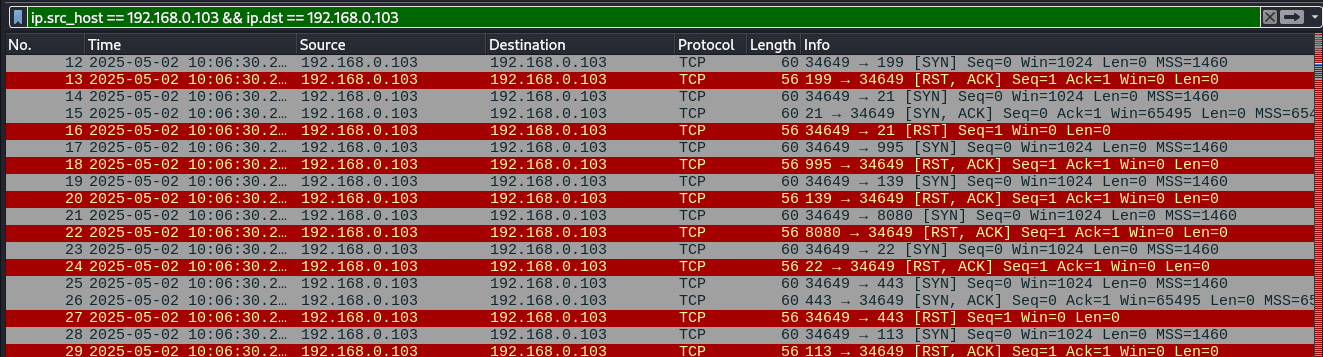 ip.src_host == 192.168.0.103 && ip.dst == 192.168.0.103
No. Time Source Destination Protocol Length Info
12 2025-05-02 10:06:30.2… 192.168.0.103 192.168.0.103 TCP 60 34649 → 199 [SYN] Seq=0 Win=1024 Len=0 MSS=1460
13 2025-05-02 10:06:30.2… 192.168.0.103 192.168.0.103 TCP 56 199 → 34649 [RST, ACK] Seq=1 Ack=1 Win=0 Len=0
14 2025-05-02 10:06:30.2… 192.168.0.103 192.168.0.103 TCP 60 34649 → 21 [SYN] Seq=0 Win=1024 Len=0 MSS=1460
15 2025-05-02 10:06:30.2… 192.168.0.103 192.168.0.103 TCP 60 21 → 34649 [SYN, ACK] Seq=0 Ack=1 Win=65495 Len=0 MSS=654
16 2025-05-02 10:06:30.2… 192.168.0.103 192.168.0.103 TCP 56 34649 → 21 [RST] Seq=1 Win=0 Len=0
17 2025-05-02 10:06:30.2… 192.168.0.103 192.168.0.103 TCP 60 34649 → 995 [SYN] Seq=0 Win=1024 Len=0 MSS=1460
18 2025-05-02 10:06:30.2… 192.168.0.103 192.168.0.103 TCP 56 995 → 34649 [RST, ACK] Seq=1 Ack=1 Win=0 Len=0
19 2025-05-02 10:06:30.2… 192.168.0.103 192.168.0.103 TCP 60 34649 → 139 [SYN] Seq=0 Win=1024 Len=0 MSS=1460
20 2025-05-02 10:06:30.2… 192.168.0.103 192.168.0.103 TCP 56 139 → 34649 [RST, ACK] Seq=1 Ack=1 Win=0 Len=0
21 2025-05-02 10:06:30.2… 192.168.0.103 192.168.0.103 TCP 60 34649 → 8080 [SYN] Seq=0 Win=1024 Len=0 MSS=1460
22 2025-05-02 10:06:30.2… 192.168.0.103 192.168.0.103 TCP 56 8080 → 34649 [RST, ACK] Seq=1 Ack=1 Win=0 Len=0
23 2025-05-02 10:06:30.2… 192.168.0.103 192.168.0.103 TCP 60 34649 → 22 [SYN] Seq=0 Win=1024 Len=0 MSS=1460
24 2025-05-02 10:06:30.2… 192.168.0.103 192.168.0.103 TCP 56 22 → 34649 [RST, ACK] Seq=1 Ack=1 Win=0 Len=0
25 2025-05-02 10:06:30.2… 192.168.0.103 192.168.0.103 TCP 60 34649 → 443 [SYN] Seq=0 Win=1024 Len=0 MSS=1460
26 2025-05-02 10:06:30.2… 192.168.0.103 192.168.0.103 TCP 60 443 → 34649 [SYN, ACK] Seq=0 Ack=1 Win=65495 Len=0 MSS=65
27 2025-05-02 10:06:30.2… 192.168.0.103 192.168.0.103 TCP 56 34649 → 443 [RST] Seq=1 Win=0 Len=0
28 2025-05-02 10:06:30.2… 192.168.0.103 192.168.0.103 TCP 60 34649 → 113 [SYN] Seq=0 Win=1024 Len=0 MSS=1460
29 2025-05-02 10:06:30.2… 192.168.0.103 192.168.0.103 TCP 56 113 → 34649 [RST, ACK] Seq=1 Ack=1 Win=0 Len=0